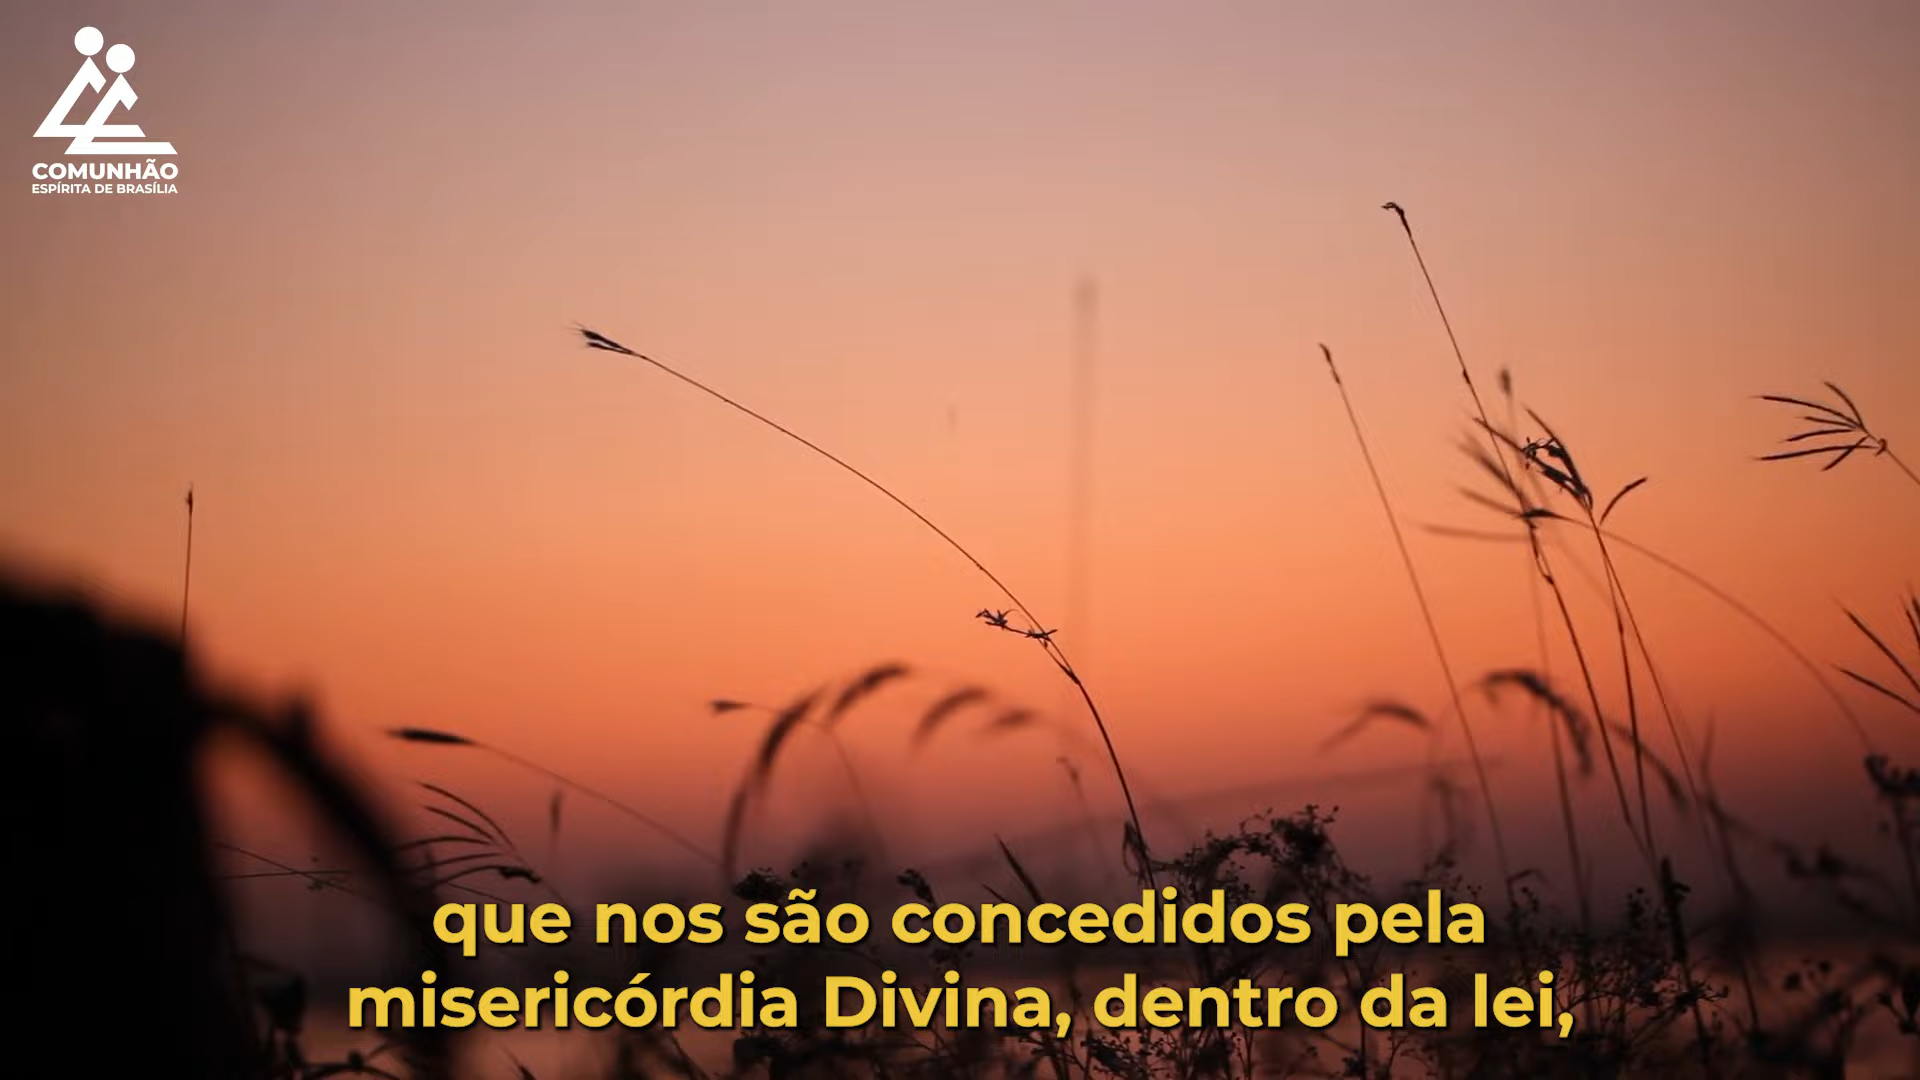 COMUNHÃO
ESPÍRITA DE BRASÍLIA
que nos são concedidos pela
misericórdia Divina, dentro da lei,